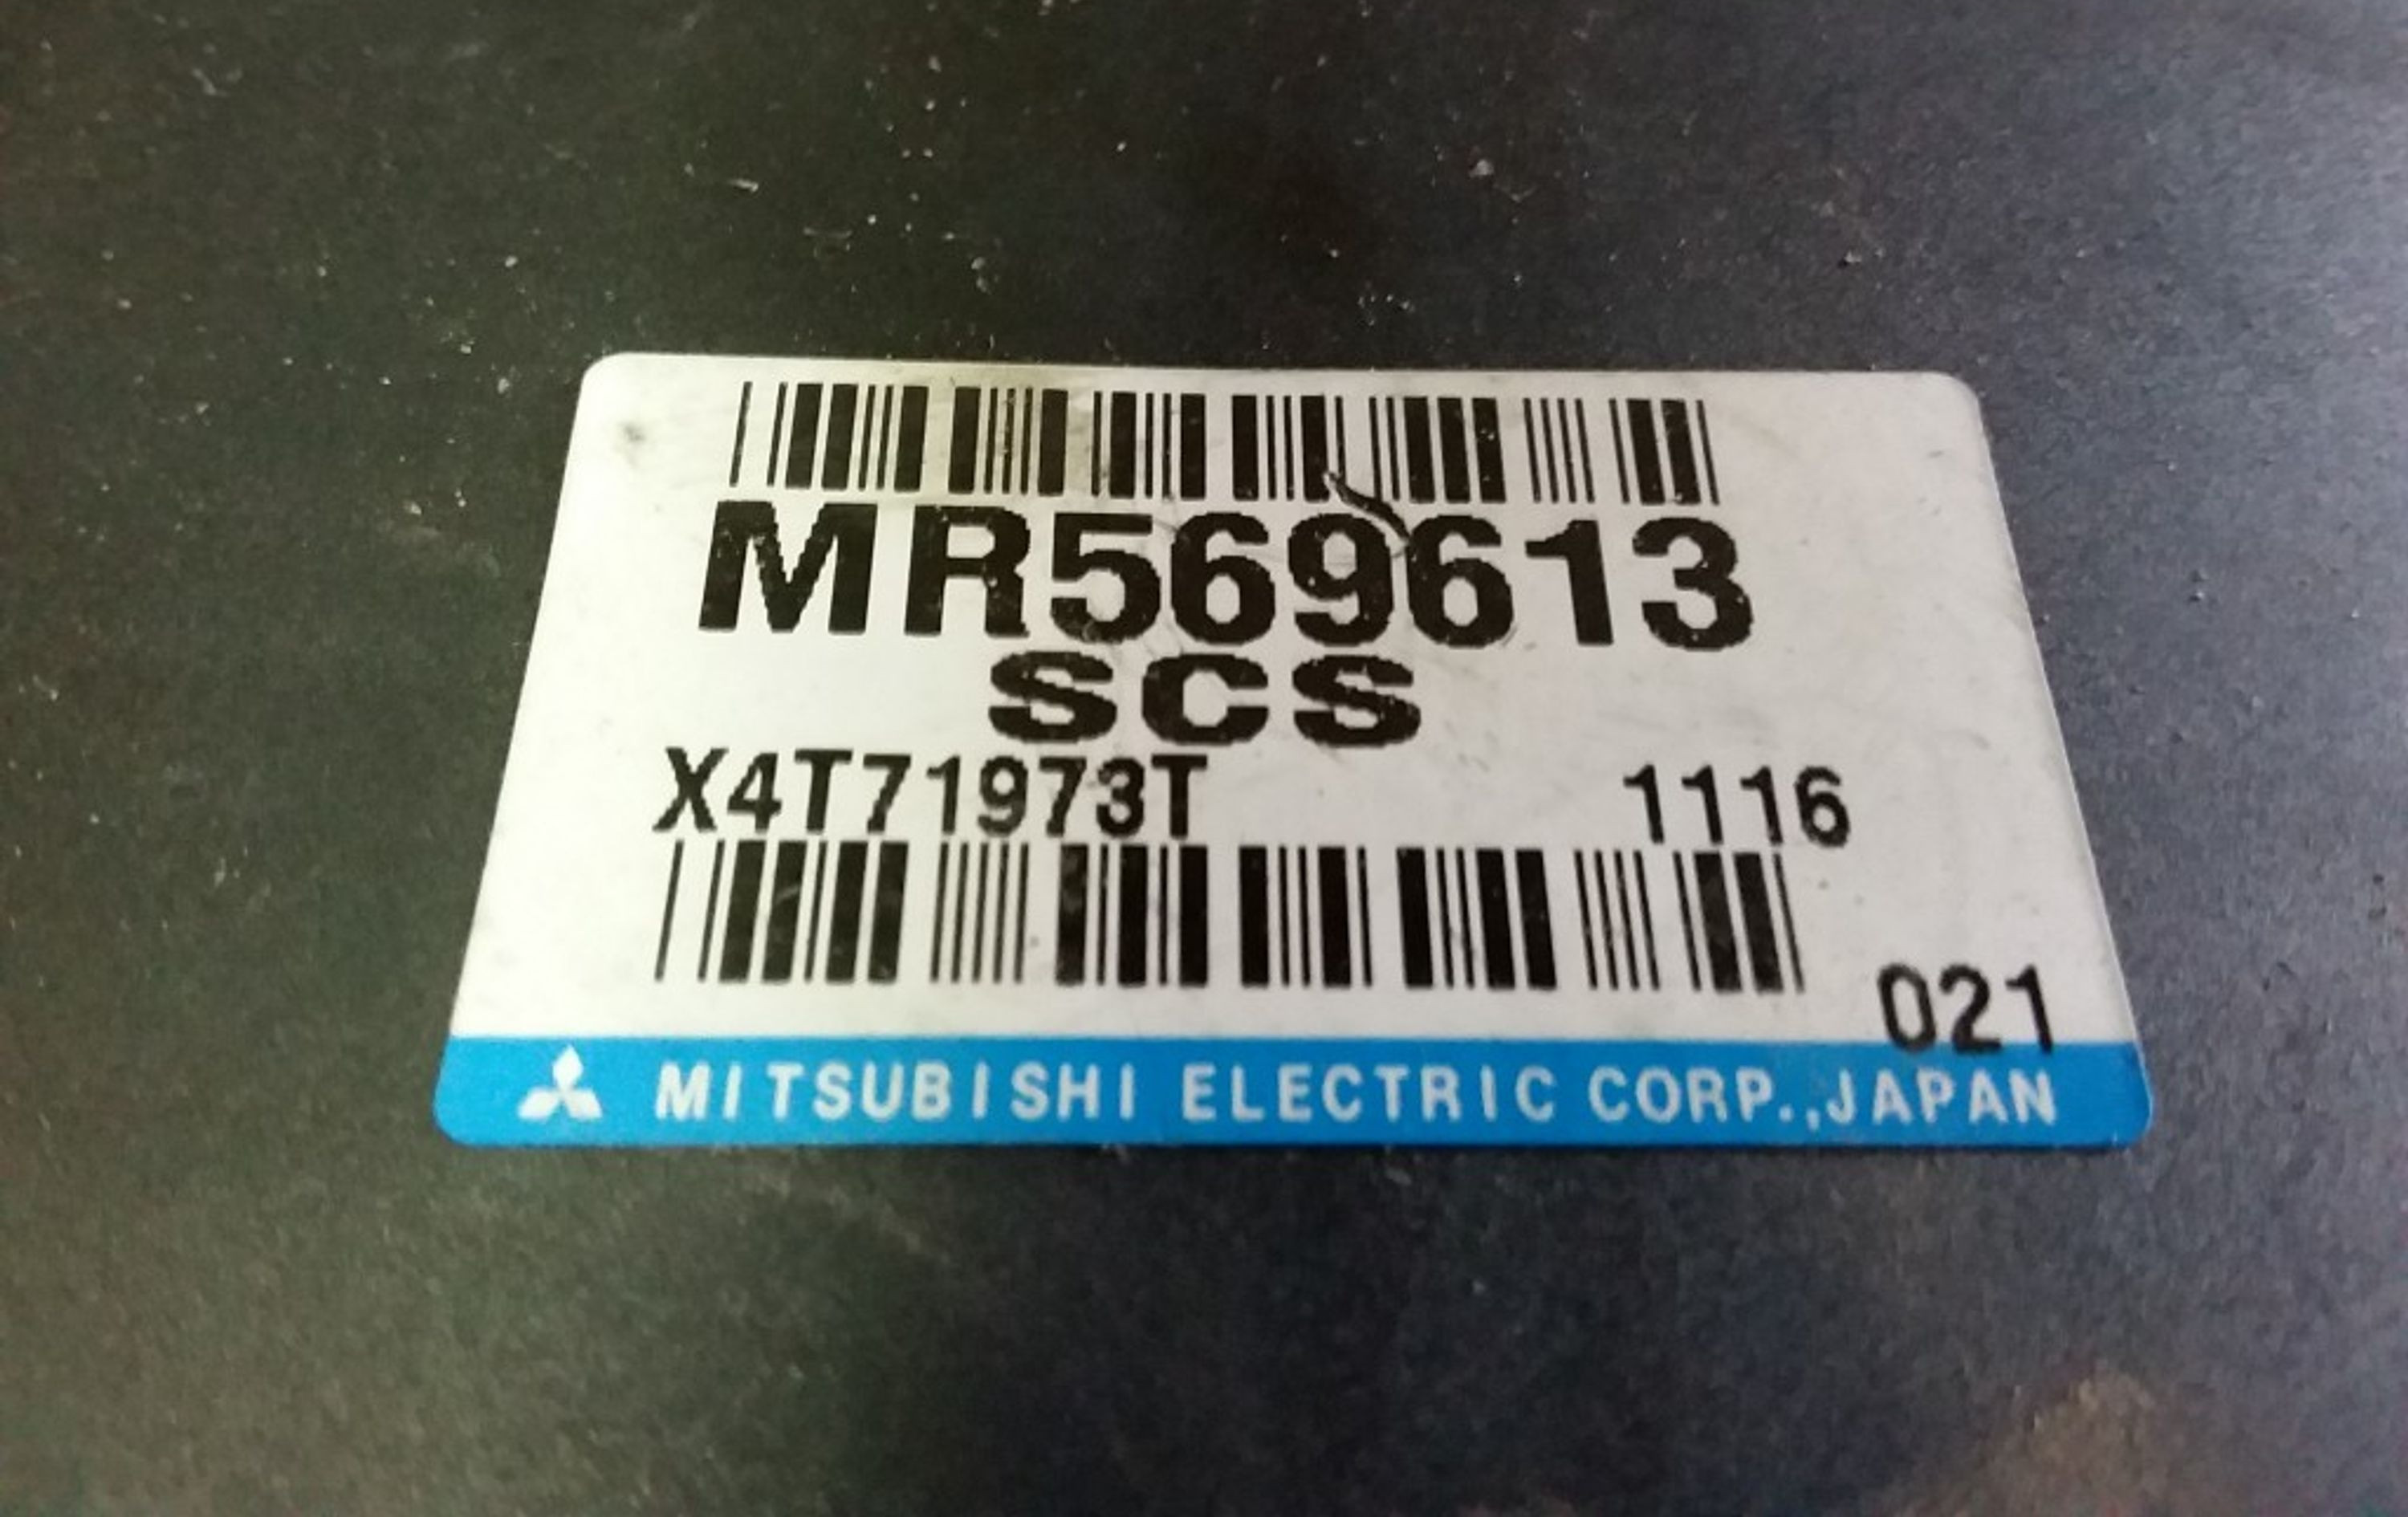 MR569613
SCS
X4T71973T 1116
021
MITSUBISHI ELECTRIC CORP.,JAPAN